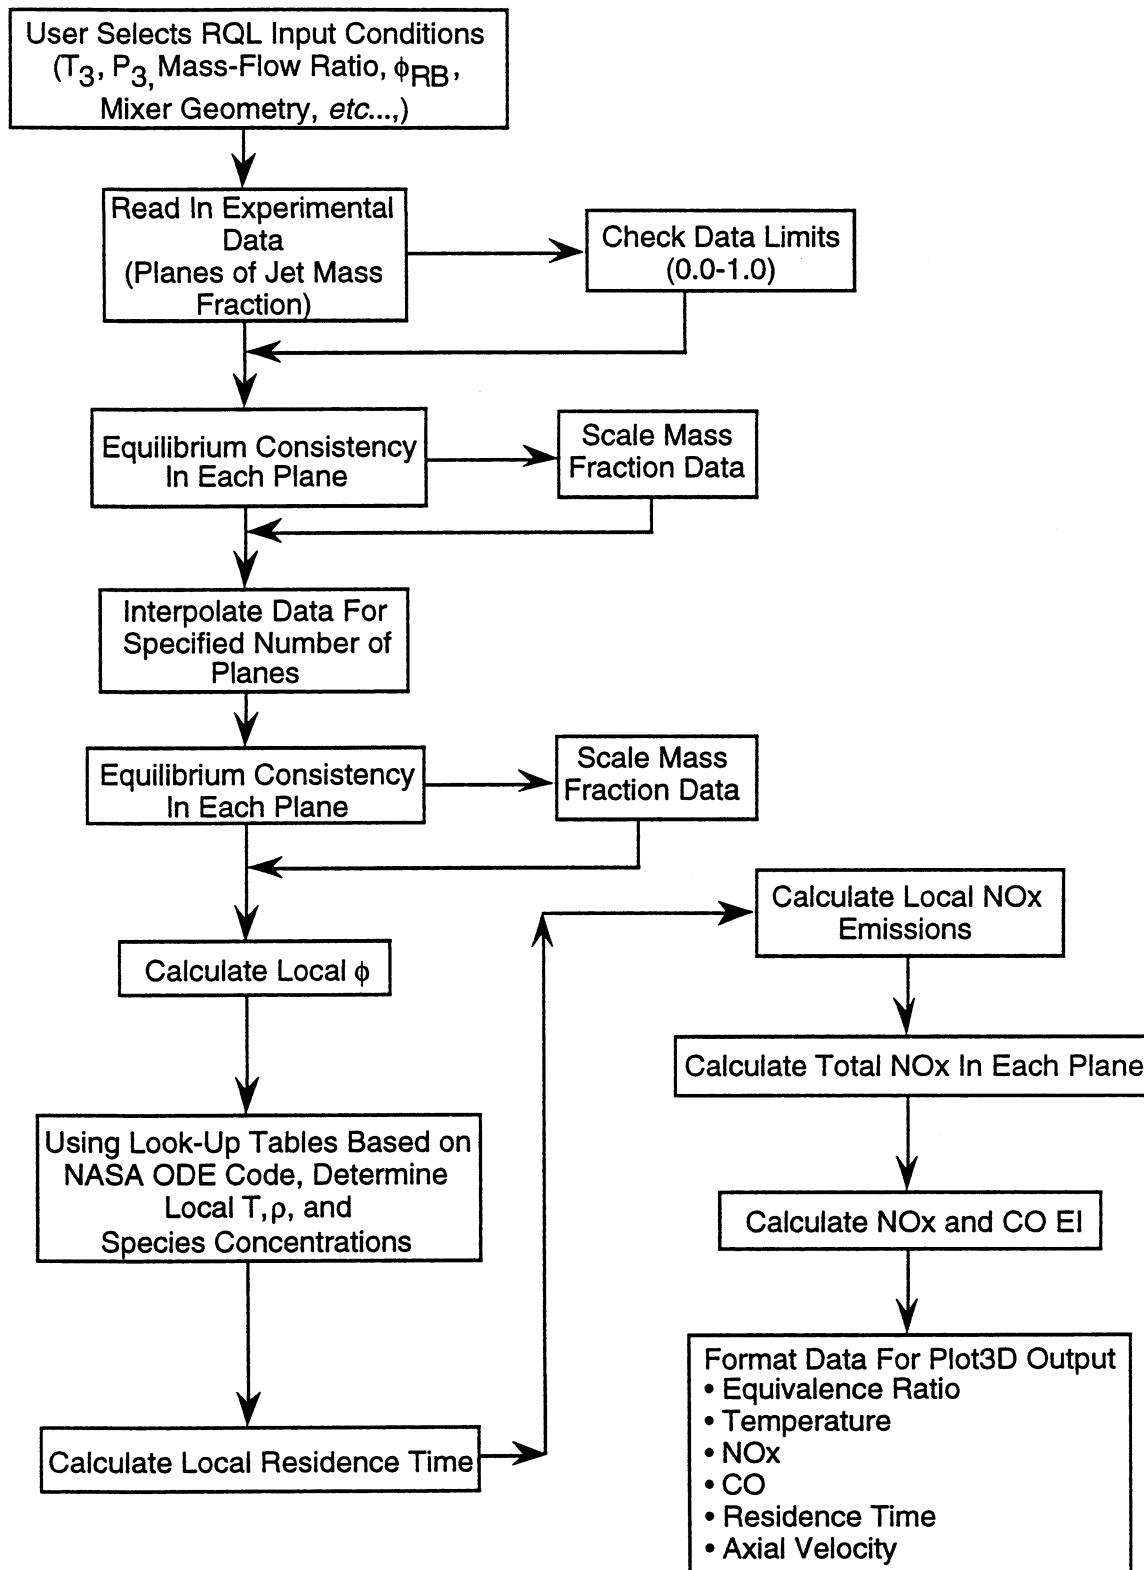 User Selects RQL Input Conditions
(T3, P3, Mass-Flow Ratio, ϕRB,
Mixer Geometry, etc...,)
Read In Experimental
Data
(Planes of Jet Mass
Fraction)
Check Data Limits
(0.0-1.0)
Equilibrium Consistency
In Each Plane
Scale Mass
Fraction Data
Interpolate Data For
Specified Number of
Planes
Equilibrium Consistency
In Each Plane
Scale Mass
Fraction Data
Calculate Local ϕ
Using Look-Up Tables Based on
NASA ODE Code, Determine
Local T,ρ, and
Species Concentrations
Calculate Local Residence Time
Calculate Local NOx
Emissions
Calculate Total NOx In Each Plane
Calculate NOx and CO EI
Format Data For Plot3D Output
• Equivalence Ratio
• Temperature
• NOx
• CO
• Residence Time
• Axial Velocity